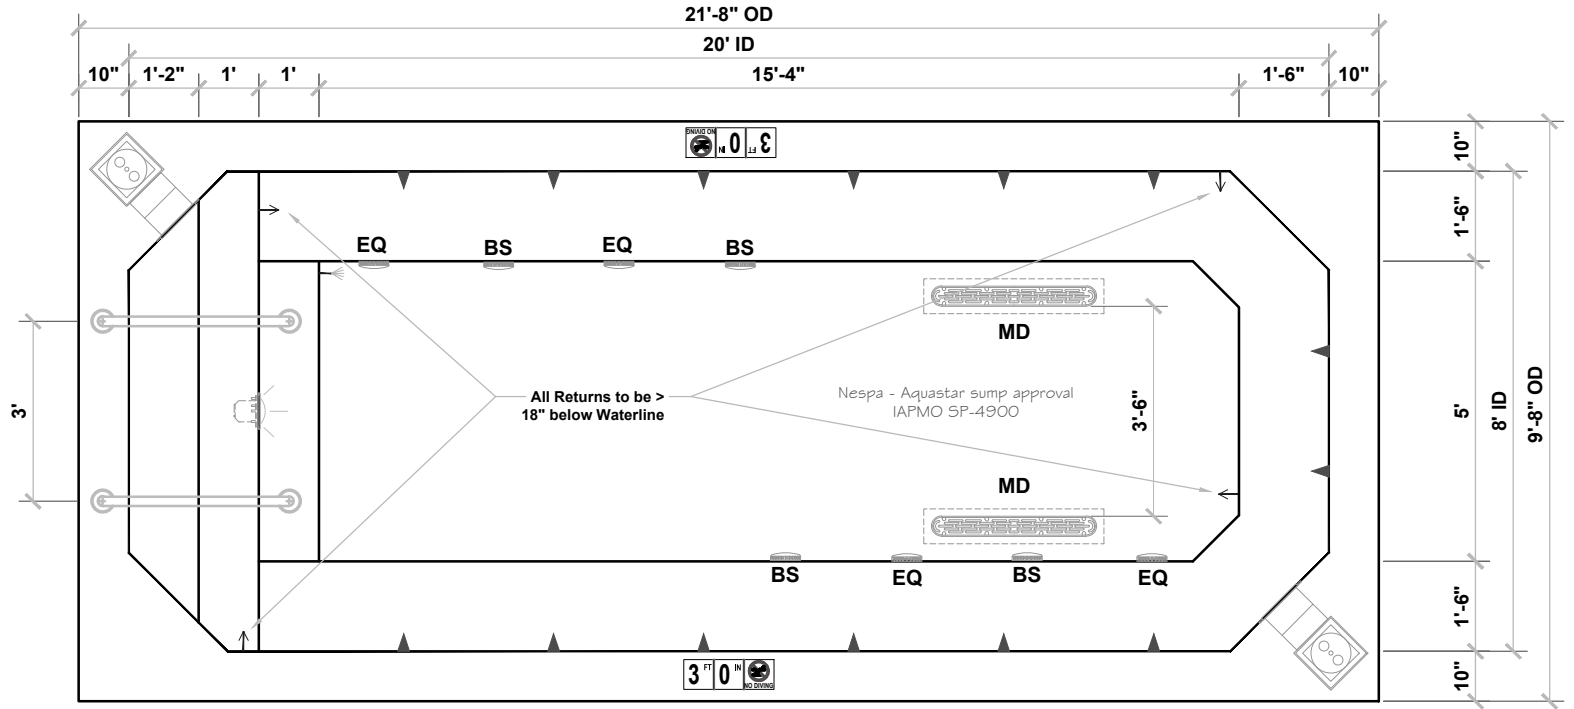 21'-8" OD
20' ID
10" 1'-2" 1' 1' 15'-4" 1'-6" 10"
3 FT 0 IN NO DIVING
10"
1'-6"
5'
1'-6"
10"
8' ID
9'-8" OD
EQ BS EQ BS
MD
3'
All Returns to be >
18" below Waterline
Nespa - Aquastar sump approval
IAPMO SP-4900
3'-6"
MD
BS EQ BS EQ
3 FT 0 IN NO DIVING